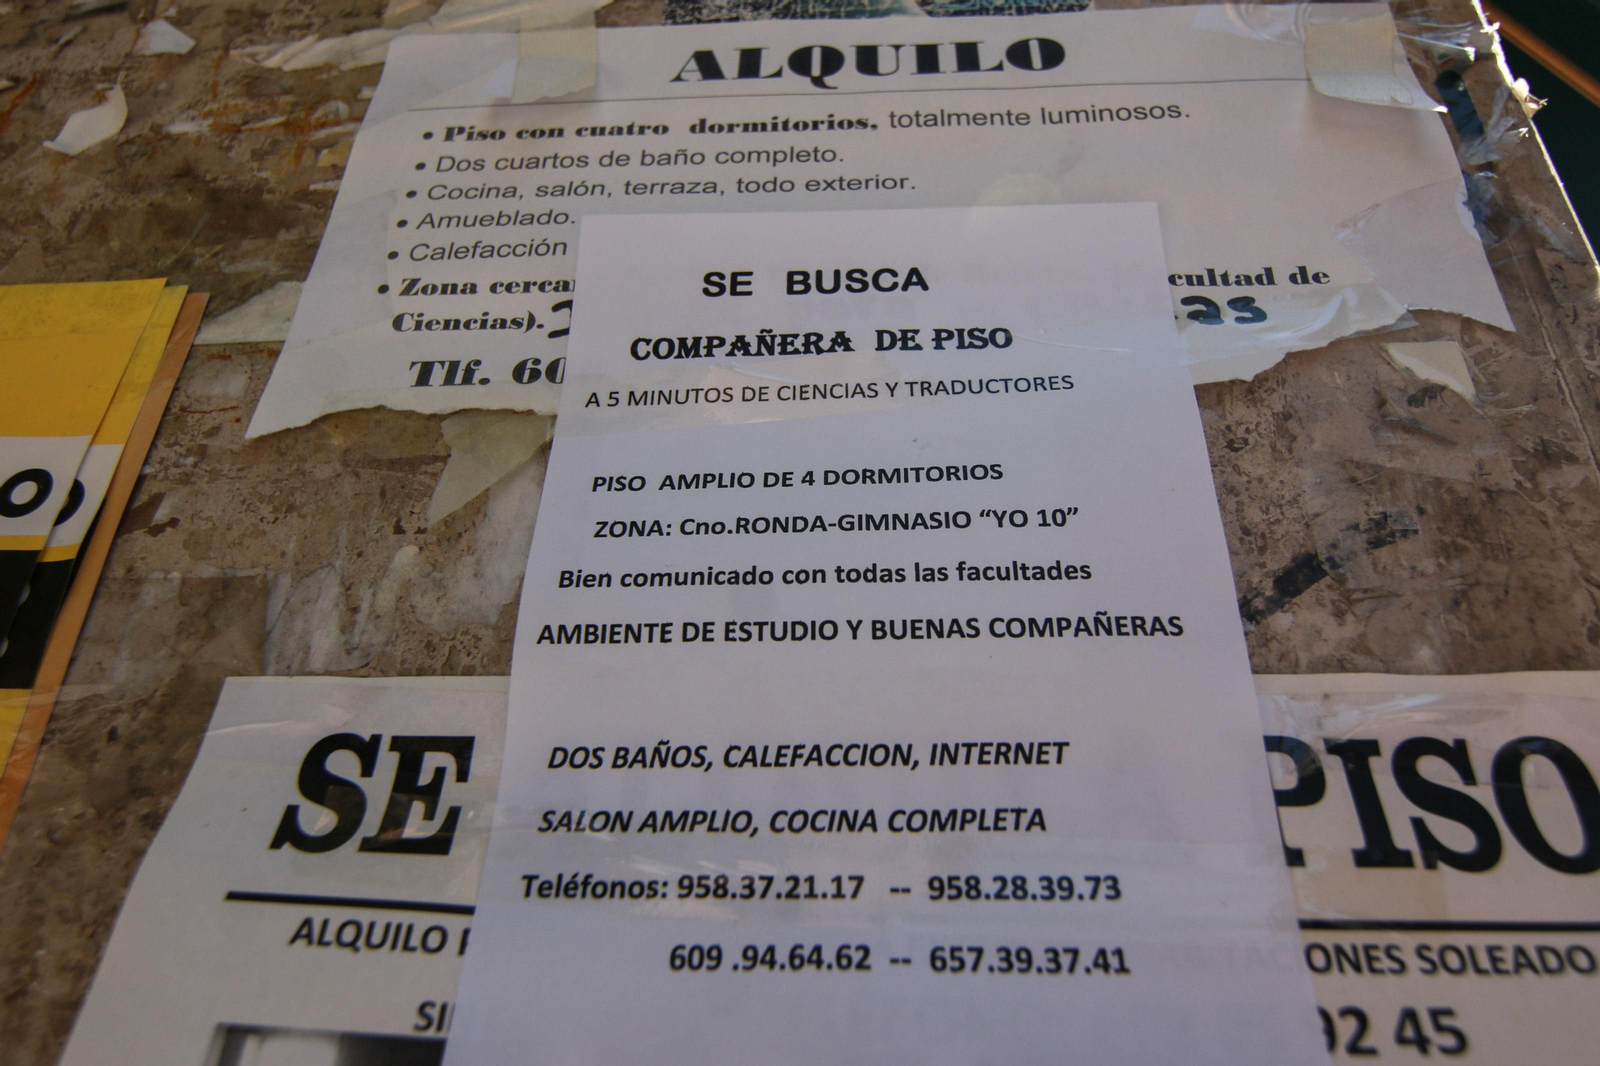 ALQUILO
• Piso con cuatro dormitorios, totalmente luminosos.
• Dos cuartos de baño completo.
• Cocina, salón, terraza, todo exterior.
• Amueblado.
• Calefacción
• Zona cerca
cultad de
Ciencias).
as
Tlf. 60
SE BUSCA
COMPAÑERA DE PISO
A 5 MINUTOS DE CIENCIAS Y TRADUCTORES
PISO AMPLIO DE 4 DORMITORIOS
ZONA: Cno.RONDA-GIMNASIO “YO 10”
Bien comunicado con todas las facultades
AMBIENTE DE ESTUDIO Y BUENAS COMPAÑERAS
DOS BAÑOS, CALEFACCION, INTERNET
SALON AMPLIO, COCINA COMPLETA
Teléfonos: 958.37.21.17 -- 958.28.39.73
609 .94.64.62 -- 657.39.37.41
SE PISO
ALQUILO
ONES SOLEADO
SI
92 45